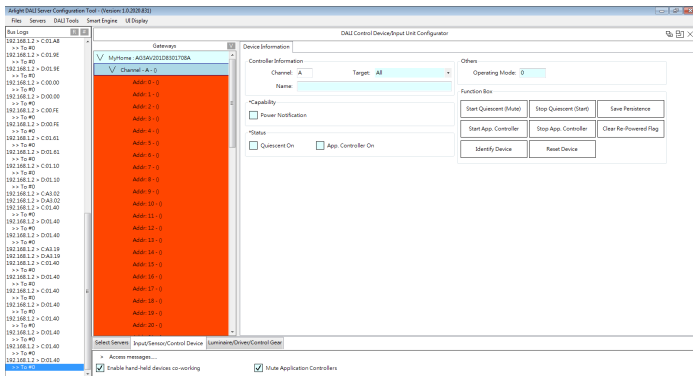 Arlight DALI Server Configuration Tool - (Version: 1.0.2020.831)
Files Servers DALI Tools Smart Engine UI Display
Bus Logs
192.168.1.2 > C:01.A8
>> To #0
192.168.1.2 > C:01.9E
>> To #0
192.168.1.2 > D:01.9E
>> To #0
192.168.1.2 > C:00.00
>> To #0
192.168.1.2 > D:00.00
>> To #0
192.168.1.2 > C:00.FE
>> To #0
192.168.1.2 > D:00.FE
>> To #0
192.168.1.2 > C:01.61
>> To #0
192.168.1.2 > D:01.61
>> To #0
192.168.1.2 > C:01.10
>> To #0
192.168.1.2 > D:01.10
>> To #0
192.168.1.2 > C:A3.02
192.168.1.2 > D:A3.02
192.168.1.2 > C:01.40
>> To #0
192.168.1.2 > D:01.40
>> To #0
192.168.1.2 > C:A3.19
192.168.1.2 > D:A3.19
192.168.1.2 > C:01.40
>> To #0
192.168.1.2 > D:01.40
>> To #0
192.168.1.2 > C:01.40
>> To #0
192.168.1.2 > D:01.40
>> To #0
192.168.1.2 > C:01.40
>> To #0
192.168.1.2 > D:01.40
>> To #0
192.168.1.2 > C:01.40
>> To #0
192.168.1.2 > D:01.40
>> To #0
DALI Control Device/Input Unit Configurator
Gateways
MyHome : AG3AV201D8301708A
Channel - A - ()
Addr: 0 - ()
Addr: 1 - ()
Addr: 2 - ()
Addr: 3 - ()
Addr: 4 - ()
Addr: 5 - ()
Addr: 6 - ()
Addr: 7 - ()
Addr: 8 - ()
Addr: 9 - ()
Addr: 10 - ()
Addr: 11 - ()
Addr: 12 - ()
Addr: 13 - ()
Addr: 14 - ()
Addr: 15 - ()
Addr: 16 - ()
Addr: 17 - ()
Addr: 18 - ()
Addr: 19 - ()
Addr: 20 - ()
Select Servers Input/Sensor/Control Device Luminaire/Driver/Control Gear
Device Information
Controller Information
Channel: A Target: All
Name:
*Capability
Power Notification
*Status
Quiescent On App. Controller On
Others
Operating Mode: 0
Function Box
Start Quiescent (Mute) Stop Quiescent (Start) Save Persistence
Start App. Controller Stop App. Controller Clear Re-Powered Flag
Identify Device Reset Device
Access messages....
Enable hand-held devices co-working Mute Application Controllers